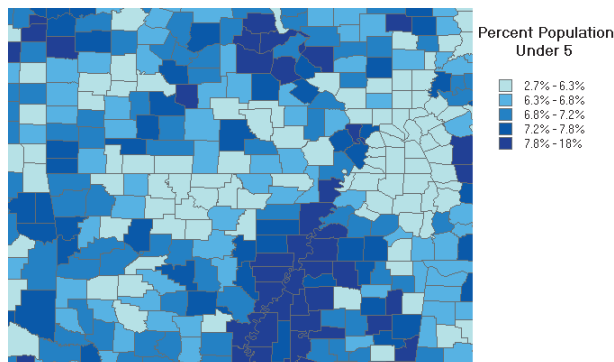 Percent Population
Under 5
2.7% - 6.3%
6.3% - 6.8%
6.8% - 7.2%
7.2% - 7.8%
7.8% - 18%